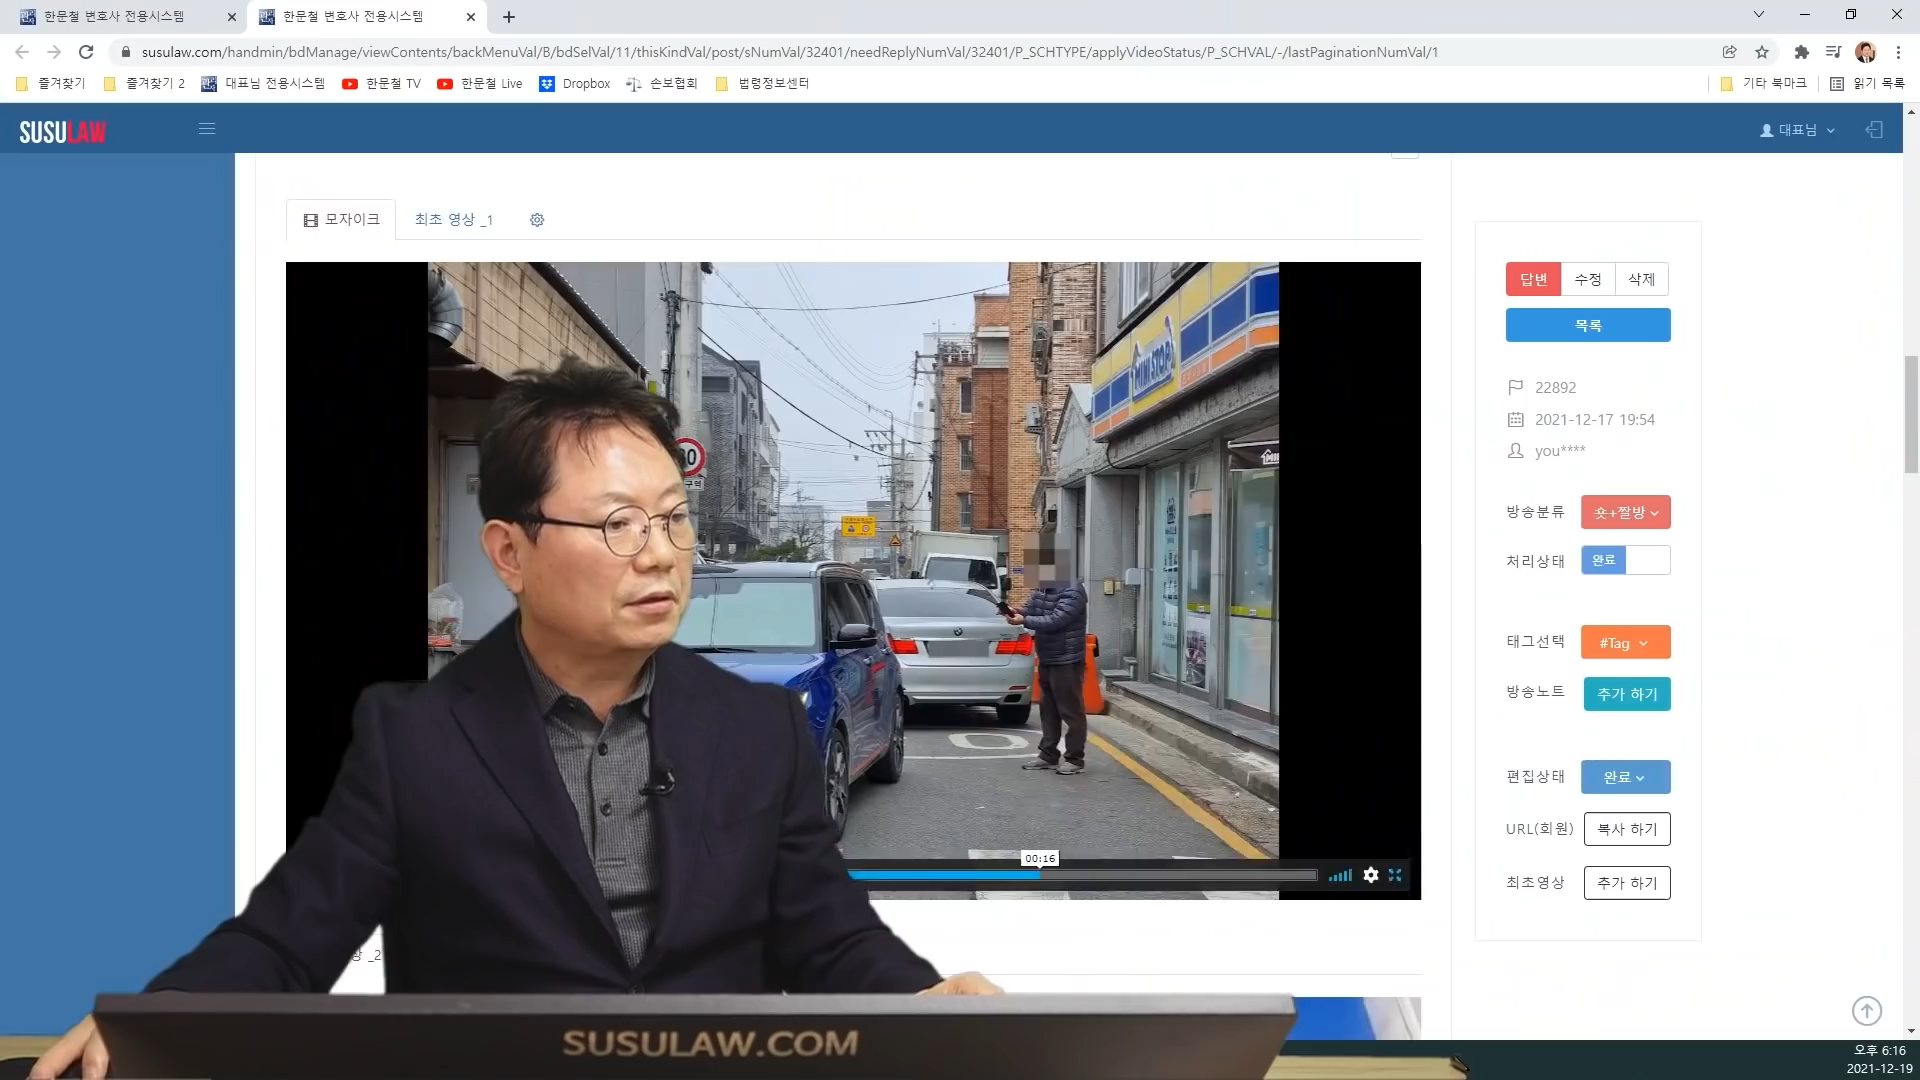 한문철 변호사 전용시스템
한문철 변호사 전용시스템
susulaw.com/handmin/bdManage/viewContents/backMenuVal/B/bdSelVal/11/thisKindVal/post/sNumVal/32401/needReplyNumVal/32401/P_SCHTYPE/applyVideoStatus/P_SCHVAL/-/lastPaginationNumVal/1
즐겨찾기
즐겨찾기 2
대표님 전용시스템
한문철 TV
한문철 Live
Dropbox
손보협회
법령정보센터
기타 북마크
읽기 목록
SUSULAW
대표님
모자이크
최초 영상 _1
답변
수정
삭제
목록
MINISTOP
22892
2021-12-17 19:54
you****
방송분류
숏+짤방
처리상태
완료
태그선택
#Tag
방송노트
추가 하기
편집상태
완료
URL(회원)
복사 하기
최초영상
추가 하기
00:16
상 _2
SUSULAW.COM
오후 6:16
2021-12-19